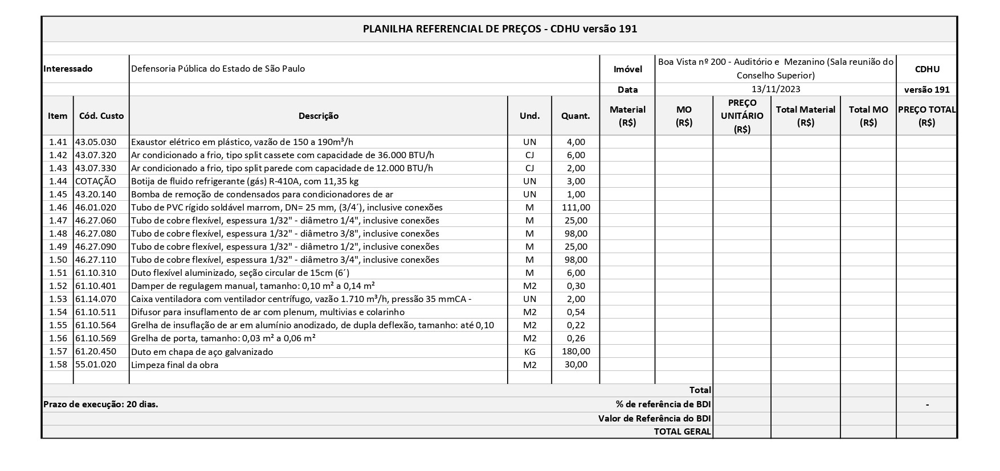 PLANILHA REFERENCIAL DE PREÇOS - CDHU versão 191
Interessado Defensoria Pública do Estado de São Paulo Imóvel Boa Vista nº 200 - Auditório e Mezanino (Sala reunião do Conselho Superior) CDHU
Data 13/11/2023 versão 191
Item Cód. Custo Descrição Und. Quant. Material (R$) MO (R$) PREÇO UNITÁRIO (R$) Total Material (R$) Total MO (R$) PREÇO TOTAL (R$)
1.41 43.05.030 Exaustor elétrico em plástico, vazão de 150 a 190m³/h UN 4,00
1.42 43.07.320 Ar condicionado a frio, tipo split cassete com capacidade de 36.000 BTU/h CJ 6,00
1.43 43.07.330 Ar condicionado a frio, tipo split parede com capacidade de 12.000 BTU/h CJ 2,00
1.44 COTAÇÃO Botija de fluido refrigerante (gás) R-410A, com 11,35 kg UN 3,00
1.45 43.20.140 Bomba de remoção de condensados para condicionadores de ar UN 1,00
1.46 46.01.020 Tubo de PVC rígido soldável marrom, DN= 25 mm, (3/4´), inclusive conexões M 111,00
1.47 46.27.060 Tubo de cobre flexível, espessura 1/32" - diâmetro 1/4", inclusive conexões M 25,00
1.48 46.27.080 Tubo de cobre flexível, espessura 1/32" - diâmetro 3/8", inclusive conexões M 98,00
1.49 46.27.090 Tubo de cobre flexível, espessura 1/32" - diâmetro 1/2", inclusive conexões M 25,00
1.50 46.27.110 Tubo de cobre flexível, espessura 1/32" - diâmetro 3/4", inclusive conexões M 98,00
1.51 61.10.310 Duto flexível aluminizado, seção circular de 15cm (6´) M 6,00
1.52 61.10.401 Damper de regulagem manual, tamanho: 0,10 m² a 0,14 m² M2 0,30
1.53 61.14.070 Caixa ventiladora com ventilador centrífugo, vazão 1.710 m³/h, pressão 35 mmCA - UN 2,00
1.54 61.10.511 Difusor para insuflamento de ar com plenum, multivias e colarinho M2 0,54
1.55 61.10.564 Grelha de insuflação de ar em alumínio anodizado, de dupla deflexão, tamanho: até 0,10 M2 0,22
1.56 61.10.569 Grelha de porta, tamanho: 0,03 m² a 0,06 m² M2 0,26
1.57 61.20.450 Duto em chapa de aço galvanizado KG 180,00
1.58 55.01.020 Limpeza final da obra M2 30,00
Total
Prazo de execução: 20 dias. % de referência de BDI -
Valor de Referência do BDI
TOTAL GERAL